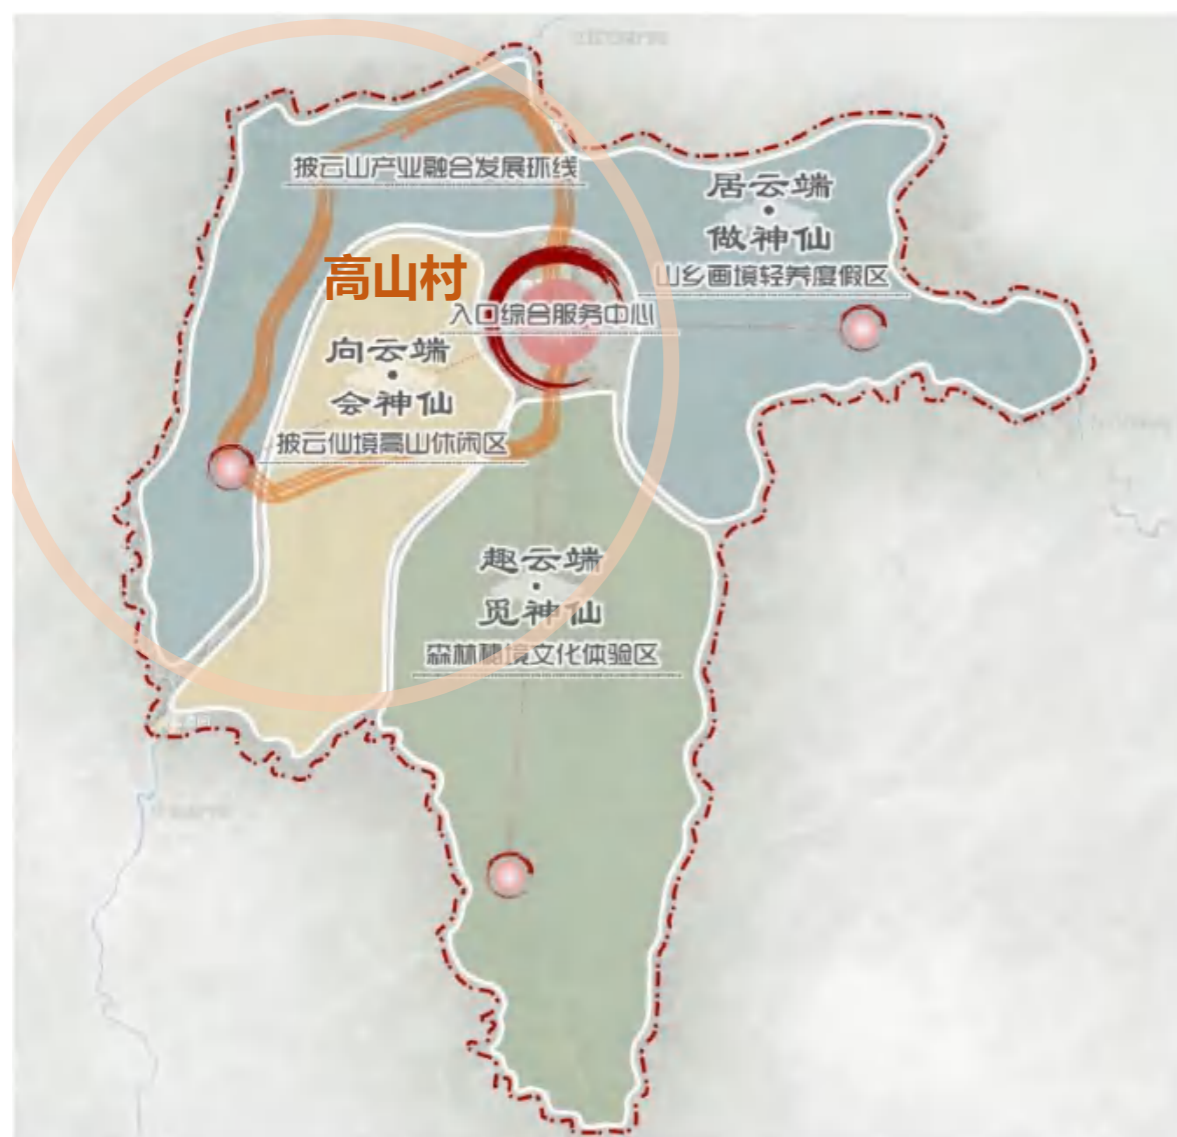 披云山产业融合发展环线
居云端
·
做神仙
山乡画境轻养度假区
高山村
入口综合服务中心
向云端
·
会神仙
披云仙境高山休闲区
趣云端
·
觅神仙
森林秘境文化体验区